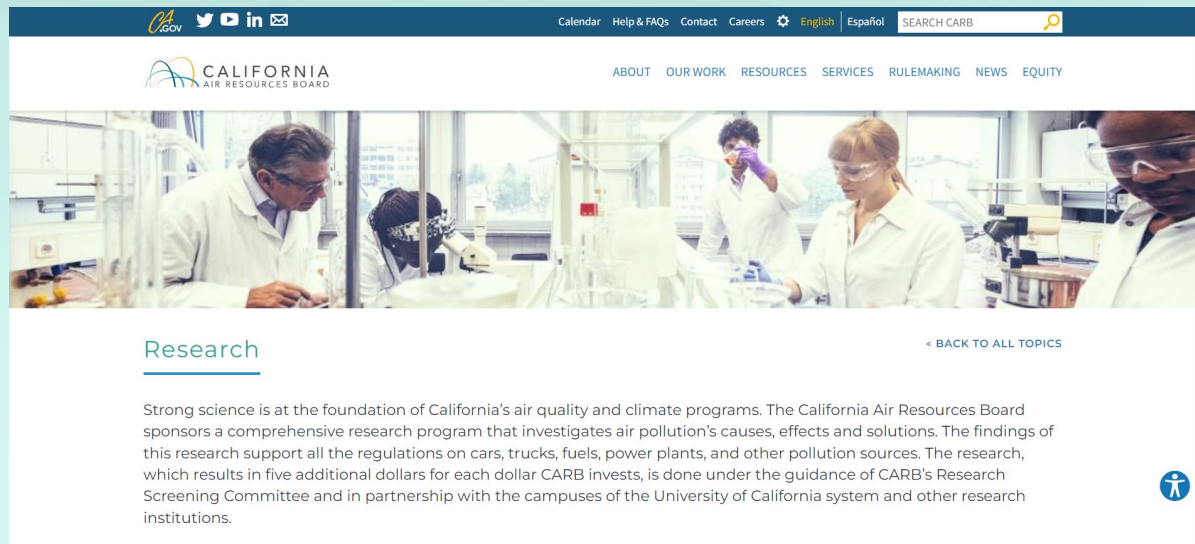 CA.GOV
Calendar Help & FAQs Contact Careers English Español SEARCH CARB
CALIFORNIA
AIR RESOURCES BOARD
ABOUT OUR WORK RESOURCES SERVICES RULEMAKING NEWS EQUITY
Research
< BACK TO ALL TOPICS
Strong science is at the foundation of California’s air quality and climate programs. The California Air Resources Board
sponsors a comprehensive research program that investigates air pollution’s causes, effects and solutions. The findings of
this research support all the regulations on cars, trucks, fuels, power plants, and other pollution sources. The research,
which results in five additional dollars for each dollar CARB invests, is done under the guidance of CARB’s Research
Screening Committee and in partnership with the campuses of the University of California system and other research
institutions.